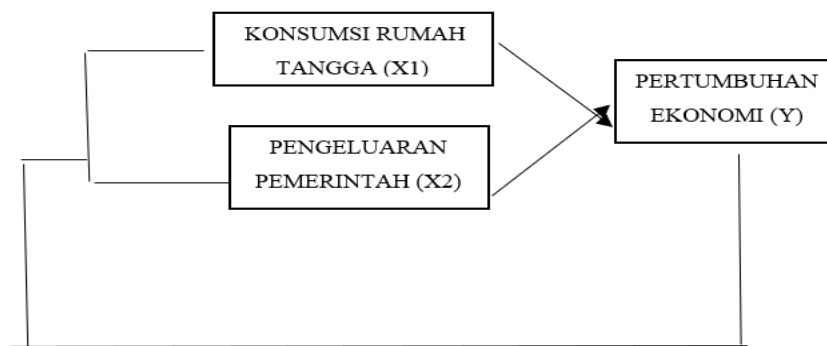 KONSUMSI RUMAH
TANGGA (X1)
PENGELUARAN
PEMERINTAH (X2)
PERTUMBUHAN
EKONOMI (Y)